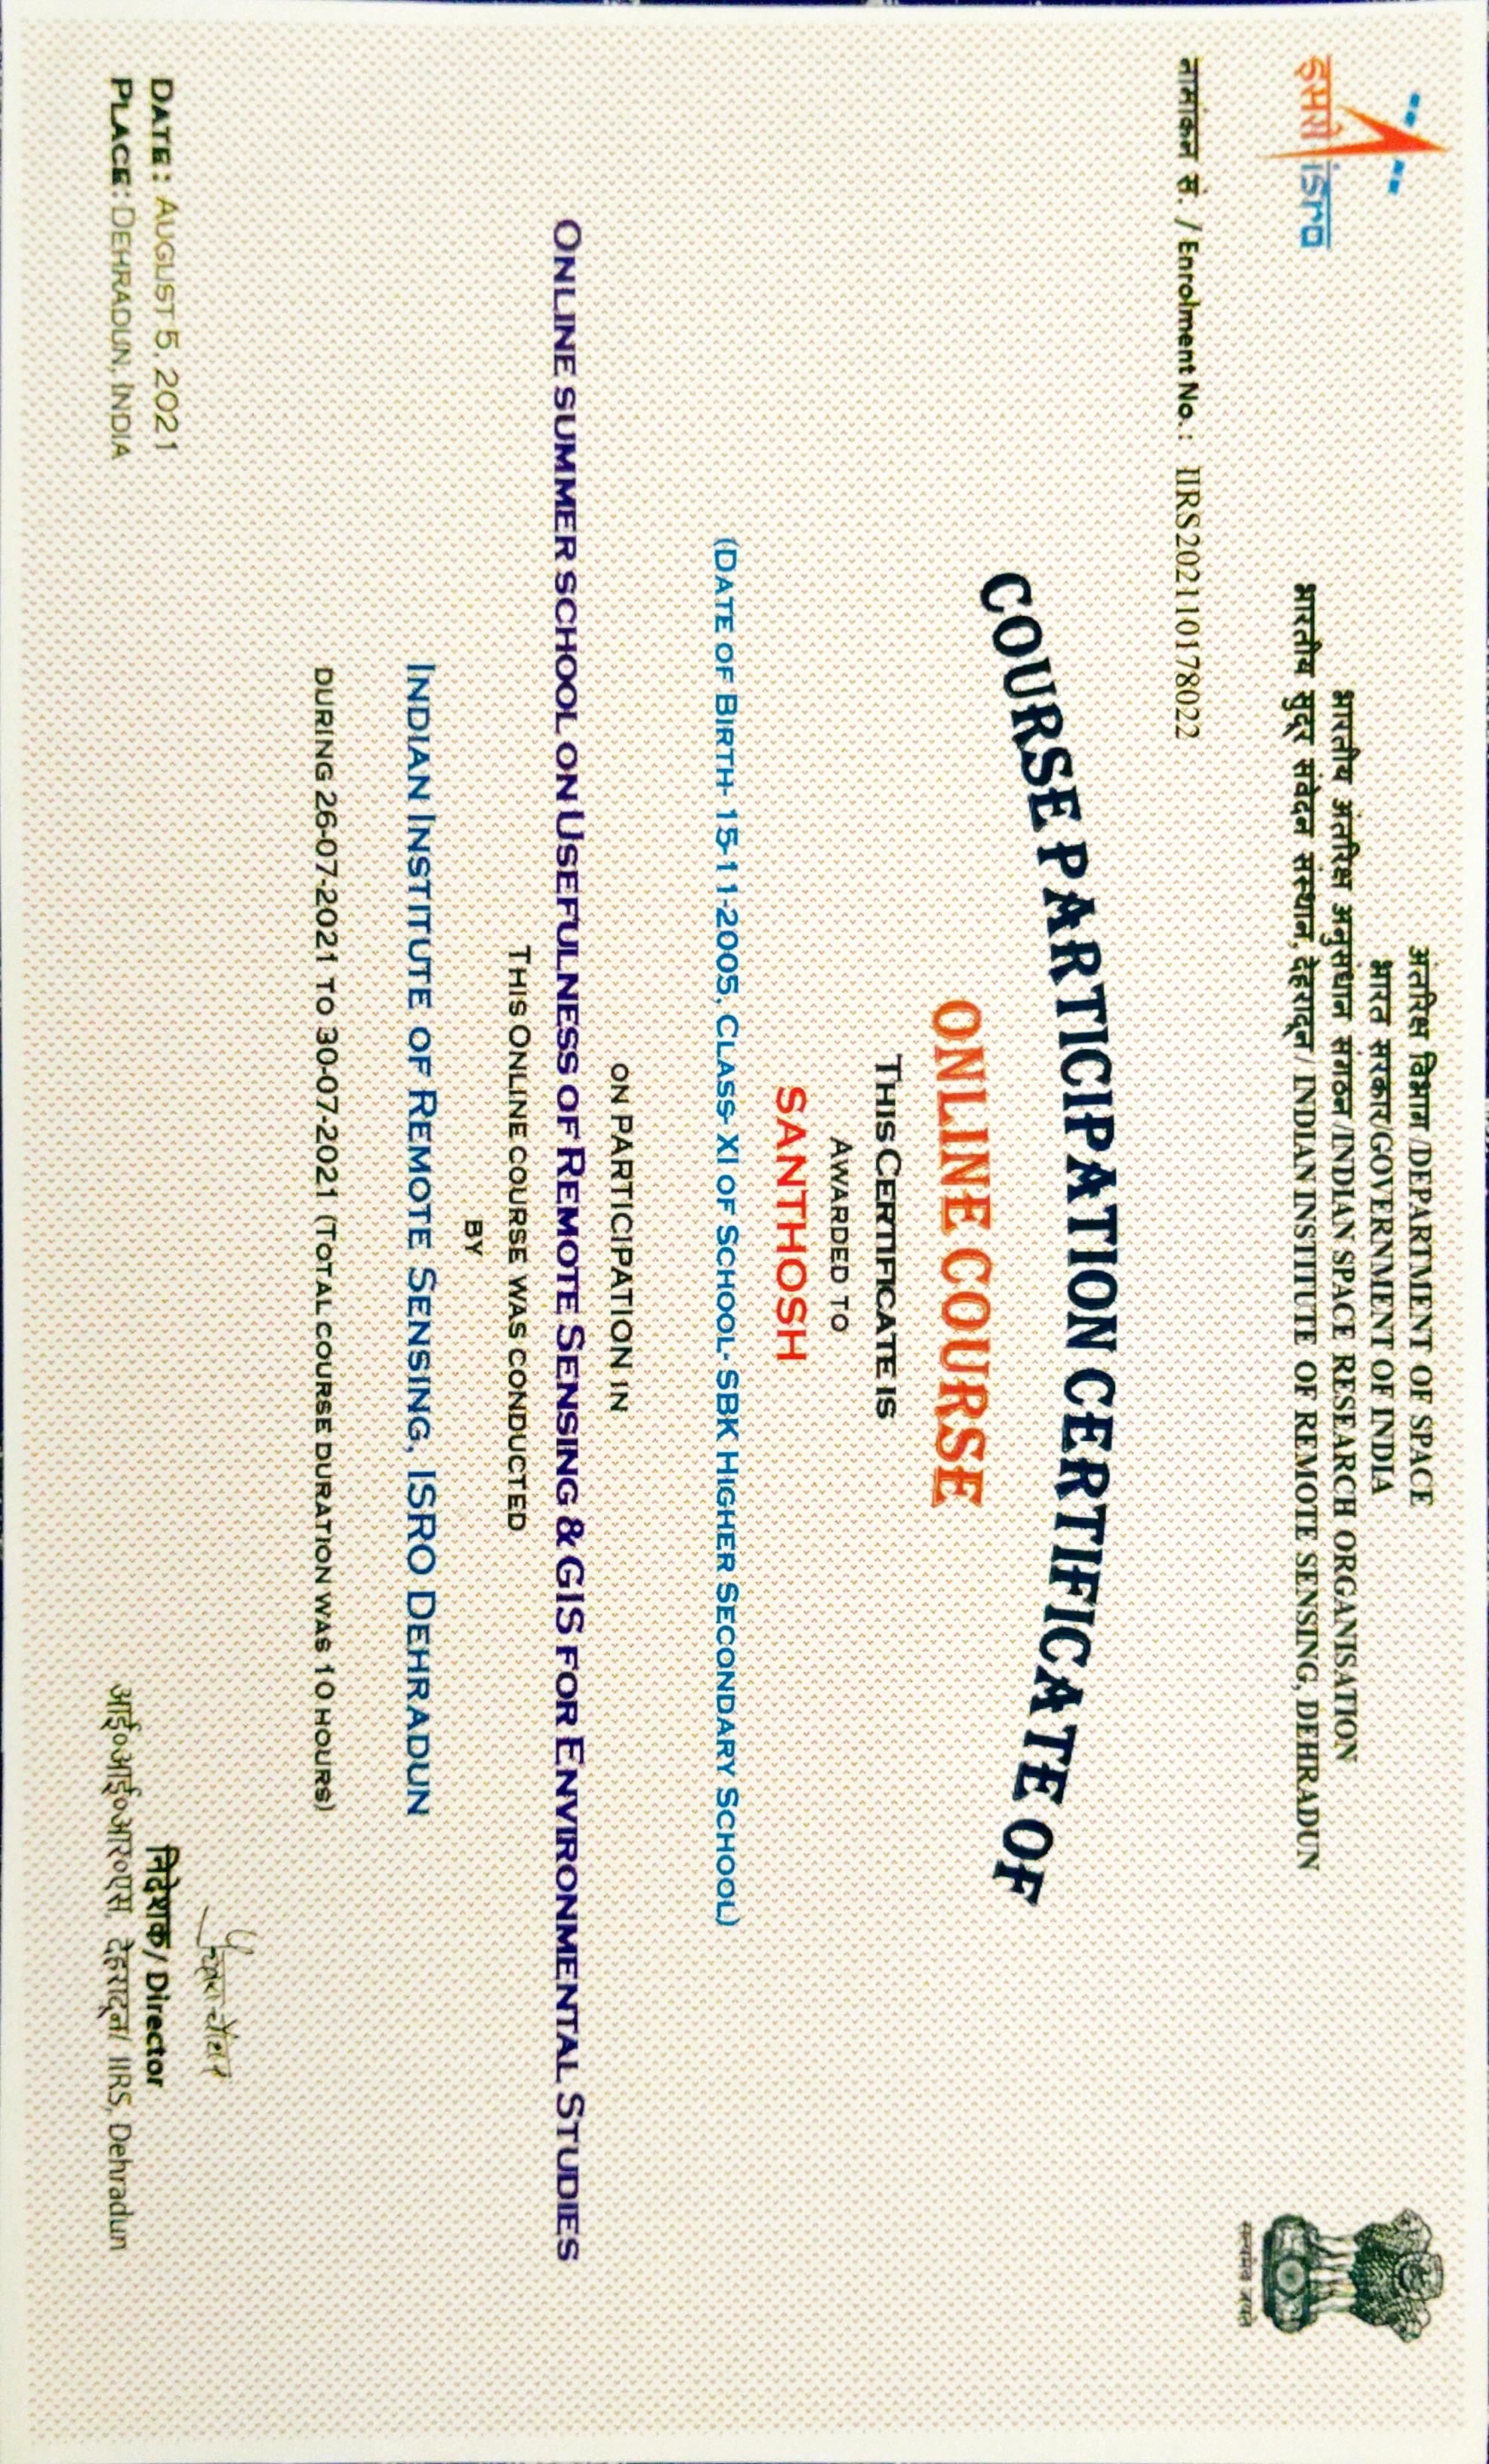 इसरो isro
अंतरिक्ष विभाग /DEPARTMENT OF SPACE
भारत सरकार/GOVERNMENT OF INDIA
भारतीय अंतरिक्ष अनुसंधान संगठन /INDIAN SPACE RESEARCH ORGANISATION
भारतीय सुदूर संवेदन संस्थान, देहरादून / INDIAN INSTITUTE OF REMOTE SENSING, DEHRADUN
सत्यमेव जयते
नामांकन सं. / Enrolment No.: IIRS202110178022
COURSE PARTICIPATION CERTIFICATE OF
ONLINE COURSE
THIS CERTIFICATE IS
AWARDED TO
SANTHOSH
(DATE OF BIRTH- 15-11-2005, CLASS- XI OF SCHOOL- SBK HIGHER SECONDARY SCHOOL)
ON PARTICIPATION IN
ONLINE SUMMER SCHOOL ON USEFULNESS OF REMOTE SENSING & GIS FOR ENVIRONMENTAL STUDIES
THIS ONLINE COURSE WAS CONDUCTED
BY
INDIAN INSTITUTE OF REMOTE SENSING, ISRO DEHRADUN
DURING 26-07-2021 TO 30-07-2021 (TOTAL COURSE DURATION WAS 10 HOURS)
DATE: AUGUST 5, 2021
PLACE: DEHRADUN, INDIA
निदेशक/ Director
आई०आई०आर०एस, देहरादून/ IIRS, Dehradun